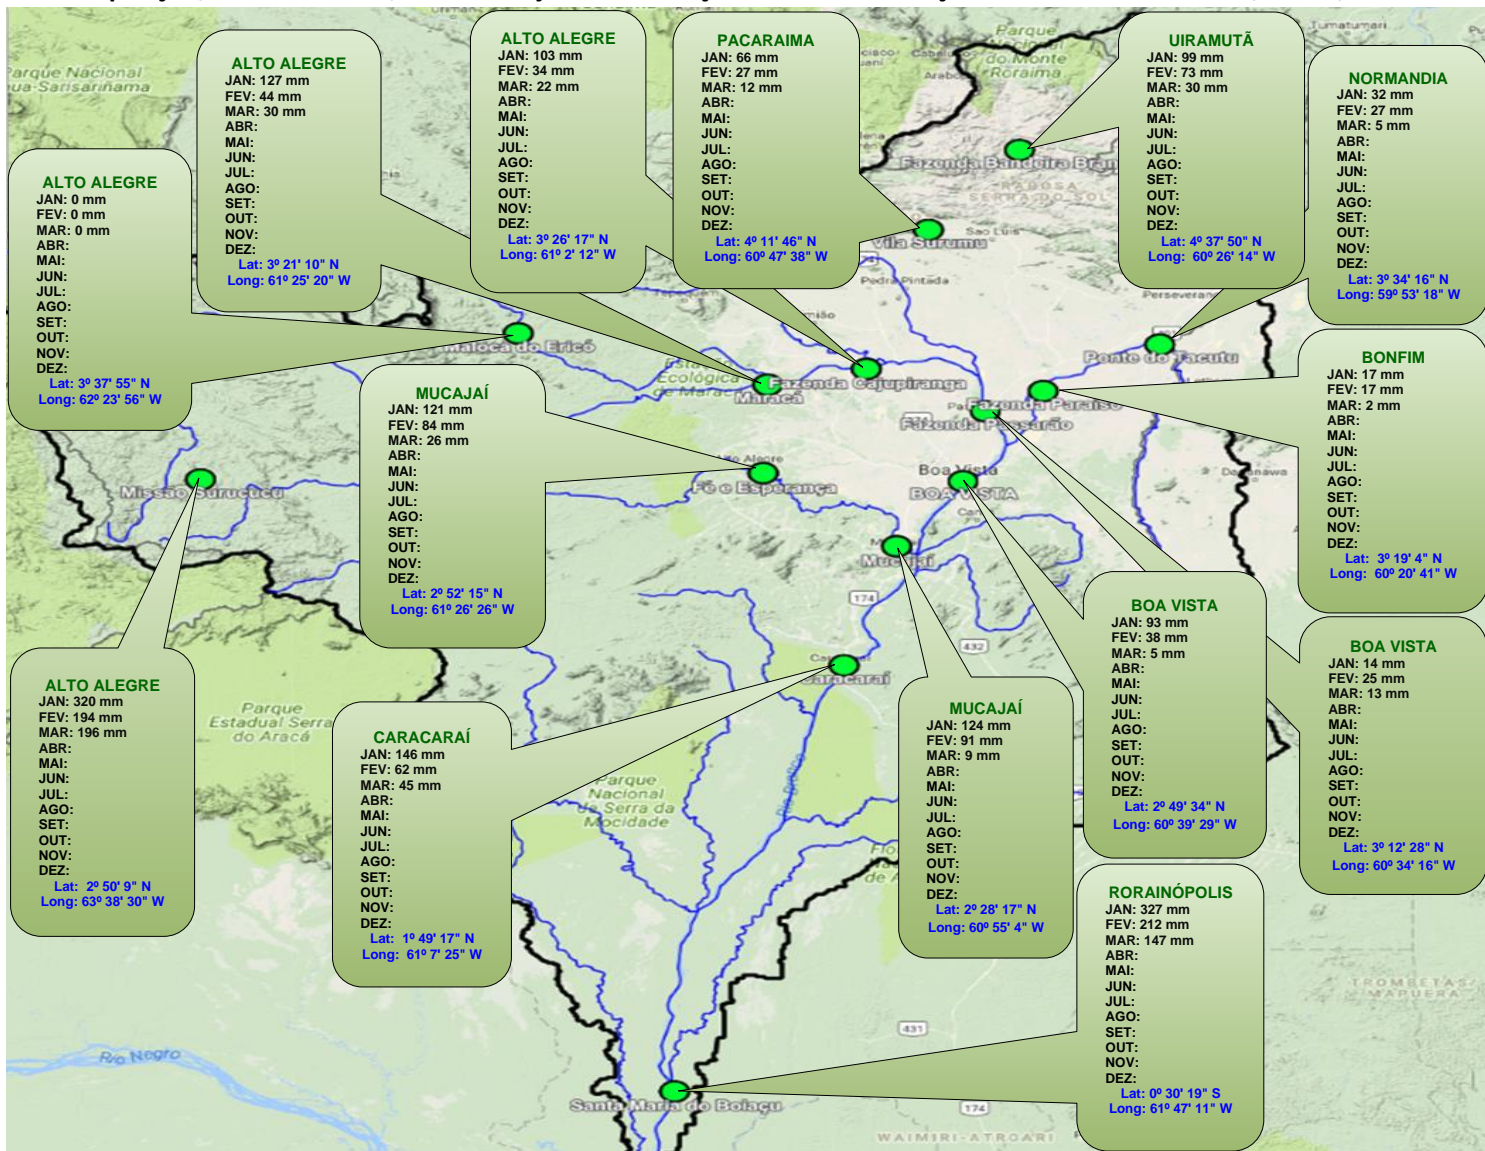 ALTO ALEGRE
JAN: 0 mm
FEV: 0 mm
MAR: 0 mm
ABR:
MAI:
JUN:
JUL:
AGO:
SET:
OUT:
NOV:
DEZ:
Lat: 3º 37' 55" N
Long: 62º 23' 56" W
ALTO ALEGRE
JAN: 127 mm
FEV: 44 mm
MAR: 30 mm
ABR:
MAI:
JUN:
JUL:
AGO:
SET:
OUT:
NOV:
DEZ:
Lat: 3º 21' 10" N
Long: 61º 25' 20" W
ALTO ALEGRE
JAN: 103 mm
FEV: 34 mm
MAR: 22 mm
ABR:
MAI:
JUN:
JUL:
AGO:
SET:
OUT:
NOV:
DEZ:
Lat: 3º 26' 17" N
Long: 61º 2' 12" W
PACARAIMA
JAN: 66 mm
FEV: 27 mm
MAR: 12 mm
ABR:
MAI:
JUN:
JUL:
AGO:
SET:
OUT:
NOV:
DEZ:
Lat: 4º 11' 46" N
Long: 60º 47' 38" W
UIRAMUTÃ
JAN: 99 mm
FEV: 73 mm
MAR: 30 mm
ABR:
MAI:
JUN:
JUL:
AGO:
SET:
OUT:
NOV:
DEZ:
Lat: 4º 37' 50" N
Long: 60º 26' 14" W
NORMANDIA
JAN: 32 mm
FEV: 27 mm
MAR: 5 mm
ABR:
MAI:
JUN:
JUL:
AGO:
SET:
OUT:
NOV:
DEZ:
Lat: 3º 34' 16" N
Long: 59º 53' 18" W
BONFIM
JAN: 17 mm
FEV: 17 mm
MAR: 2 mm
ABR:
MAI:
JUN:
JUL:
AGO:
SET:
OUT:
NOV:
DEZ:
Lat: 3º 19' 4" N
Long: 60º 20' 41" W
MUCAJAÍ
JAN: 121 mm
FEV: 84 mm
MAR: 26 mm
ABR:
MAI:
JUN:
JUL:
AGO:
SET:
OUT:
NOV:
DEZ:
Lat: 2º 52' 15" N
Long: 61º 26' 26" W
ALTO ALEGRE
JAN: 320 mm
FEV: 194 mm
MAR: 196 mm
ABR:
MAI:
JUN:
JUL:
AGO:
SET:
OUT:
NOV:
DEZ:
Lat: 2º 50' 9" N
Long: 63º 38' 30" W
CARACARAÍ
JAN: 146 mm
FEV: 62 mm
MAR: 45 mm
ABR:
MAI:
JUN:
JUL:
AGO:
SET:
OUT:
NOV:
DEZ:
Lat: 1º 49' 17" N
Long: 61º 7' 25" W
MUCAJAÍ
JAN: 124 mm
FEV: 91 mm
MAR: 9 mm
ABR:
MAI:
JUN:
JUL:
AGO:
SET:
OUT:
NOV:
DEZ:
Lat: 2º 28' 17" N
Long: 60º 55' 4" W
BOA VISTA
JAN: 93 mm
FEV: 38 mm
MAR: 5 mm
ABR:
MAI:
JUN:
JUL:
AGO:
SET:
OUT:
NOV:
DEZ:
Lat: 2º 49' 34" N
Long: 60º 39' 29" W
BOA VISTA
JAN: 14 mm
FEV: 25 mm
MAR: 13 mm
ABR:
MAI:
JUN:
JUL:
AGO:
SET:
OUT:
NOV:
DEZ:
Lat: 3º 12' 28" N
Long: 60º 34' 16" W
RORAINÓPOLIS
JAN: 327 mm
FEV: 212 mm
MAR: 147 mm
ABR:
MAI:
JUN:
JUL:
AGO:
SET:
OUT:
NOV:
DEZ:
Lat: 0º 30' 19" S
Long: 61º 47' 11" W
Tumatumari
Parque
Nacional
do Monte
Roraima
Parque Nacional
Fazenda Bandeira Bran
RAPOSA
SERRA DO SOL
Vila Surumu
Sao Luis
Pedra Pintada
Maloca do Ericó
Ponte do Tacutu
Ecológica
Fazenda Cajupiranga
Maracá
Fazenda Paraíso
Fazenda Passarão
Alegre
Fé e Esperança
Boa Vista
BOA VISTA
Missão Surucucu
Mucajaí
174
432
Caracaraí
Parque
Estadual Serra
do Aracá
Parque
Nacional
da Serra da
Mocidade
Rio Branco
TROMBETAS/
MAPUERA
431
Rio Negro
Santa Maria do Boiaçu
174
WAIMIRI-ATROARI